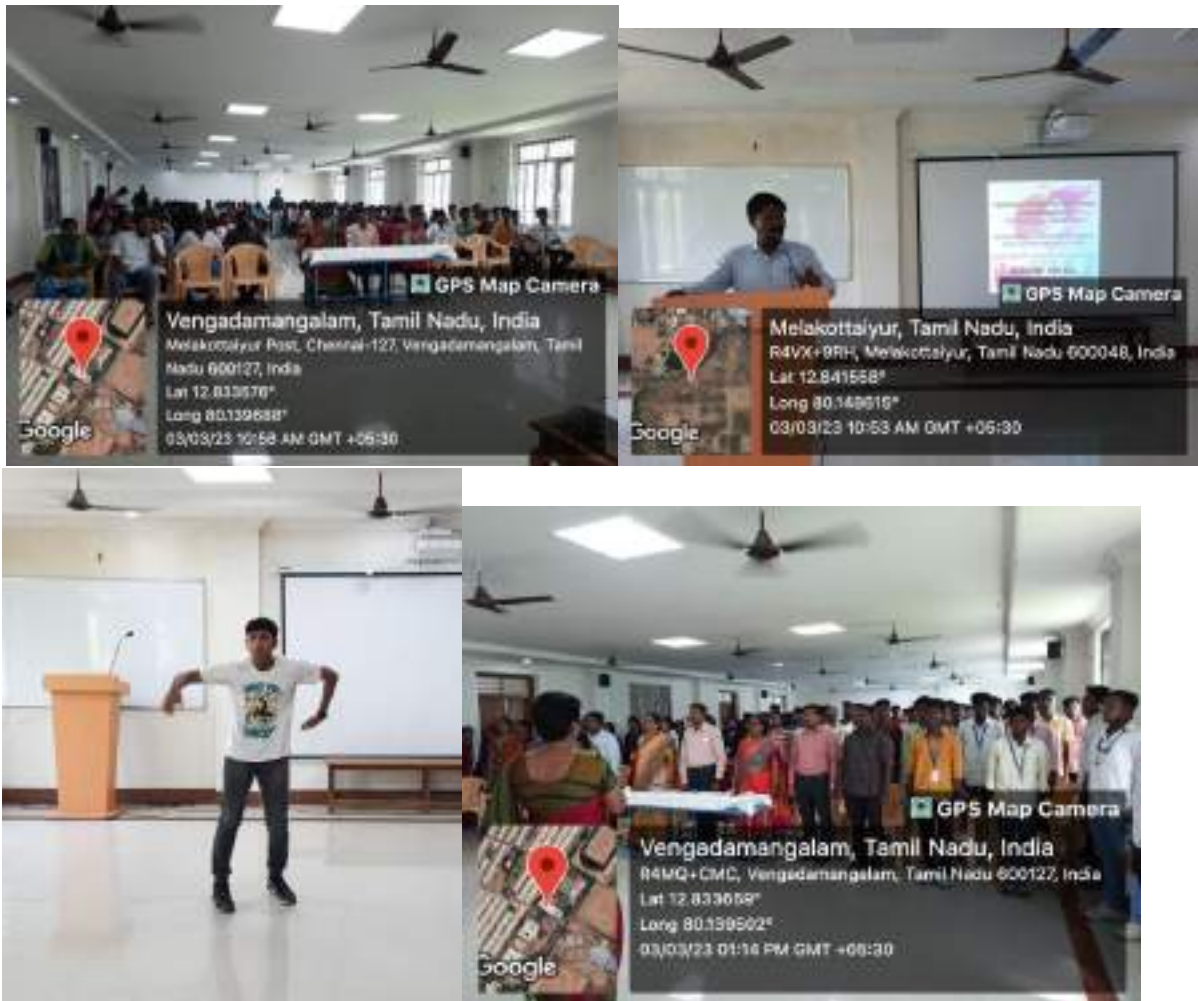 GPS Map Camera
Vengadamangalam, Tamil Nadu, India
Melakottaiyur Post, Chennai-127, Vengadamangalam, Tamil
Nadu 600127, India
Lat 12.833576°
Long 80.139688°
03/03/23 10:58 AM GMT +05:30
Google
GPS Map Camera
Melakottaiyur, Tamil Nadu, India
R4VX+9RH, Melakottaiyur, Tamil Nadu 600048, India
Lat 12.841558°
Long 80.149615°
03/03/23 10:53 AM GMT +05:30
Google
GPS Map Camera
Vengadamangalam, Tamil Nadu, India
R4MQ+CMC, Vengadamangalam, Tamil Nadu 600127, India
Lat 12.833659°
Long 80.139502°
03/03/23 01:14 PM GMT +05:30
Google